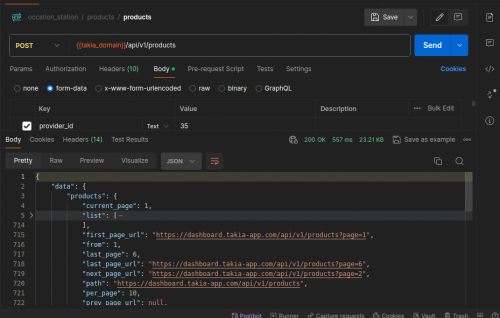 occation_station / products / products
Save
POST {{takia_domain}}/api/v1/products Send
Params Authorization Headers (10) Body Pre-request Script Tests Settings Cookies
none form-data x-www-form-urlencoded raw binary GraphQL
Key Value Description Bulk Edit
provider_id Text 35
Body Cookies Headers (14) Test Results 200 OK 557 ms 23.21 KB Save as example
Pretty Raw Preview Visualize JSON
1 {
2 "data": {
3 "products": {
4 "current_page": 1,
5 "list": [
714 ],
715 "first_page_url": "https://dashboard.takia-app.com/api/v1/products?page=1",
716 "from": 1,
717 "last_page": 6,
718 "last_page_url": "https://dashboard.takia-app.com/api/v1/products?page=6",
719 "next_page_url": "https://dashboard.takia-app.com/api/v1/products?page=2",
720 "path": "https://dashboard.takia-app.com/api/v1/products",
721 "per_page": 10,
722 "prev_page_url": null,
Postbot Runner Capture requests Cookies Vault Trash